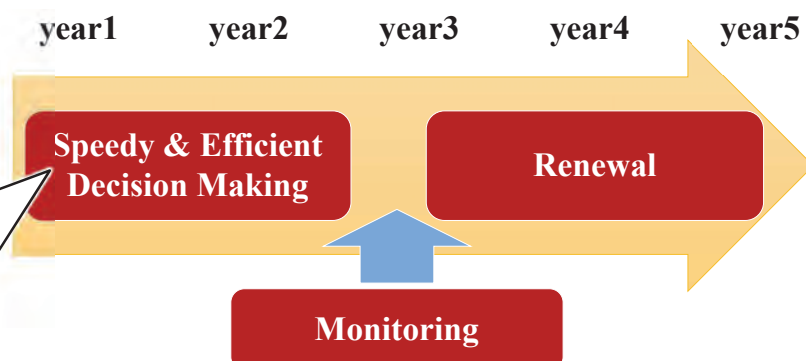 year1 year2 year3 year4 year5
Speedy & Efficient
Decision Making
Renewal
Monitoring